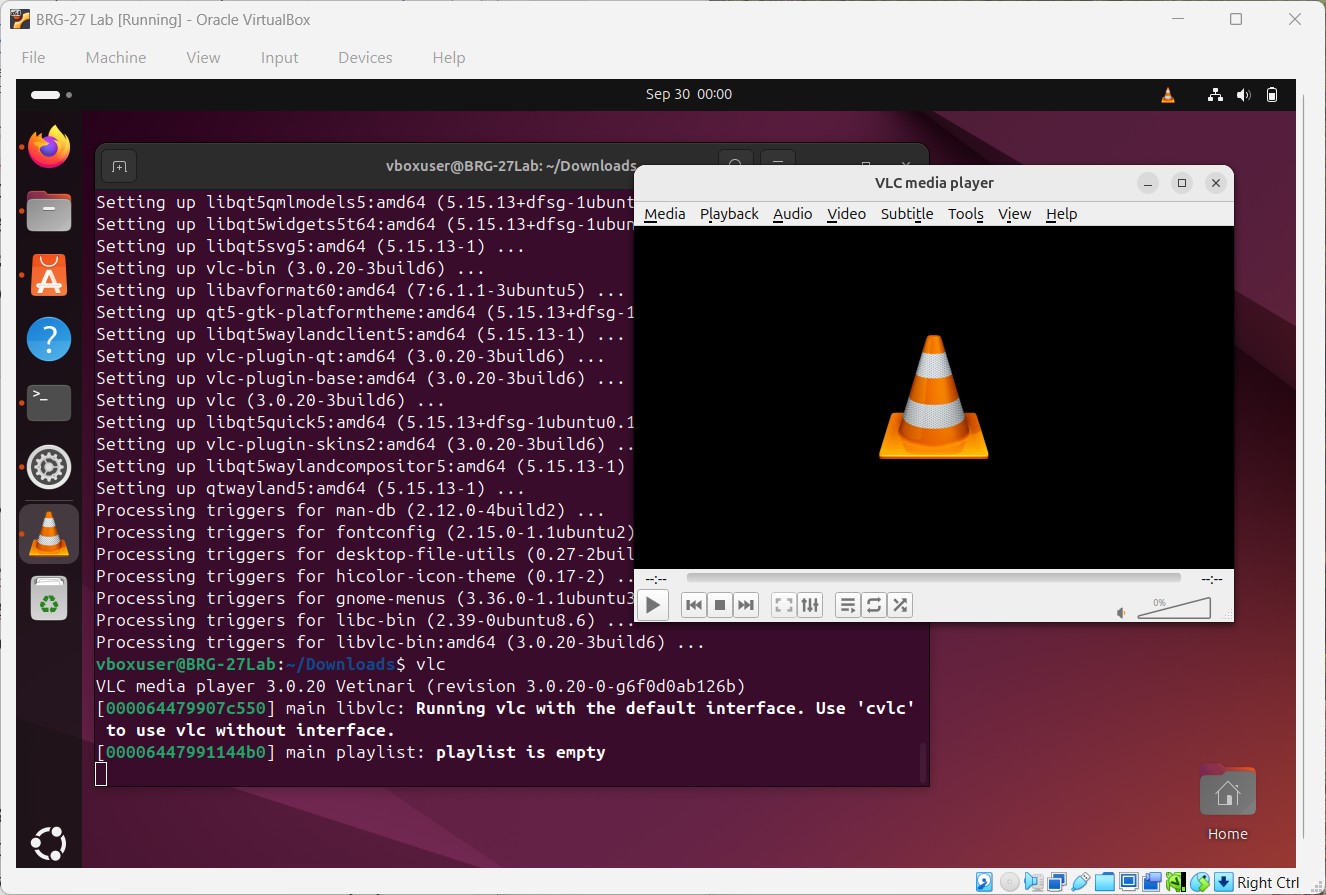 BRG-27 Lab [Running] - Oracle VirtualBox
File Machine View Input Devices Help
Sep 30 00:00
vboxuser@BRG-27Lab: ~/Downloads
Setting up libqt5qmlmodels5:amd64 (5.15.13+dfsg-1ubunt
Setting up libqt5widgets5t64:amd64 (5.15.13+dfsg-1ubun
Setting up libqt5svg5:amd64 (5.15.13-1) ...
Setting up vlc-bin (3.0.20-3build6) ...
Setting up libavformat60:amd64 (7:6.1.1-3ubuntu5) ...
Setting up qt5-gtk-platformtheme:amd64 (5.15.13+dfsg-1
Setting up libqt5waylandclient5:amd64 (5.15.13-1) ...
Setting up vlc-plugin-qt:amd64 (3.0.20-3build6) ...
Setting up vlc-plugin-base:amd64 (3.0.20-3build6) ...
Setting up vlc (3.0.20-3build6) ...
Setting up libqt5quick5:amd64 (5.15.13+dfsg-1ubuntu0.1
Setting up vlc-plugin-skins2:amd64 (3.0.20-3build6) ..
Setting up libqt5waylandcompositor5:amd64 (5.15.13-1)
Setting up qtwayland5:amd64 (5.15.13-1) ...
Processing triggers for man-db (2.12.0-4build2) ...
Processing triggers for fontconfig (2.15.0-1.1ubuntu2)
Processing triggers for desktop-file-utils (0.27-2buil
Processing triggers for hicolor-icon-theme (0.17-2) ..
Processing triggers for gnome-menus (3.36.0-1.1ubuntu3
Processing triggers for libc-bin (2.39-0ubuntu8.6) ...
Processing triggers for libvlc-bin:amd64 (3.0.20-3build6) ...
vboxuser@BRG-27Lab:~/Downloads$ vlc
VLC media player 3.0.20 Vetinari (revision 3.0.20-0-g6f0d0ab126b)
[000064479907c550] main libvlc: Running vlc with the default interface. Use 'cvlc'
to use vlc without interface.
[00006447991144b0] main playlist: playlist is empty
VLC media player
Media Playback Audio Video Subtitle Tools View Help
--:-- --:--
0%
Home
Right Ctrl